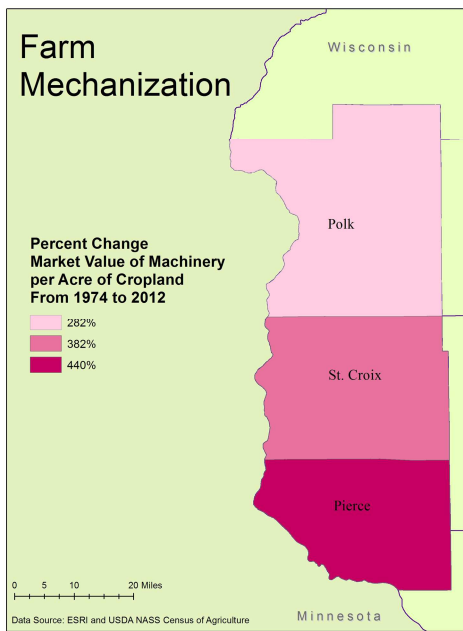 Farm
Mechanization
Wisconsin
Polk
Percent Change
Market Value of Machinery
per Acre of Cropland
From 1974 to 2012
282%
382%
440%
St. Croix
Pierce
0 5 10 20 Miles
Data Source: ESRI and USDA NASS Census of Agriculture
Minnesota